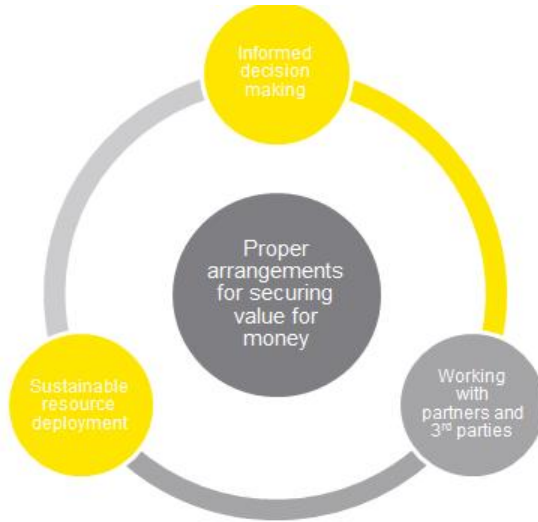 Informed
decision
making
Proper
arrangements
for securing
value for
money
Sustainable
resource
deployment
Working
with
partners and
3rd parties